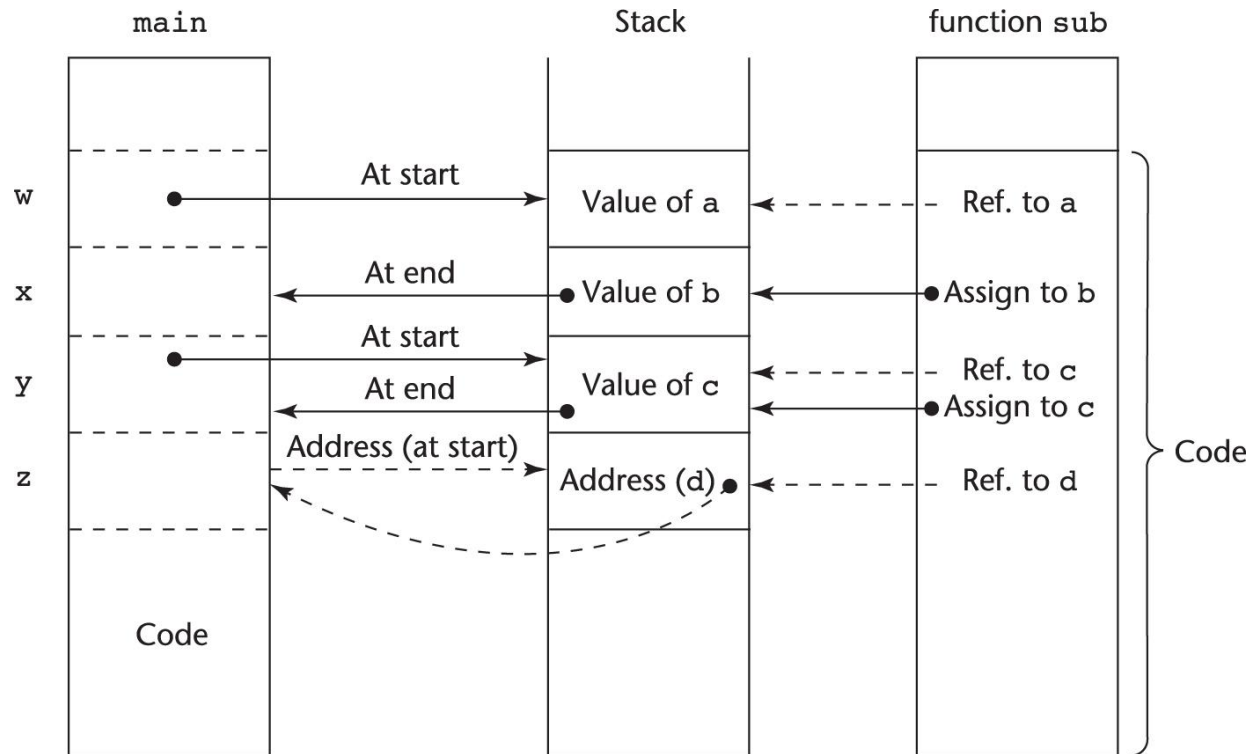 main
Stack
function sub
w
At start
Value of a
Ref. to a
x
At end
Value of b
Assign to b
y
At start
At end
Value of c
Ref. to c
Assign to c
Code
z
Address (at start)
Address (d)
Ref. to d
Code